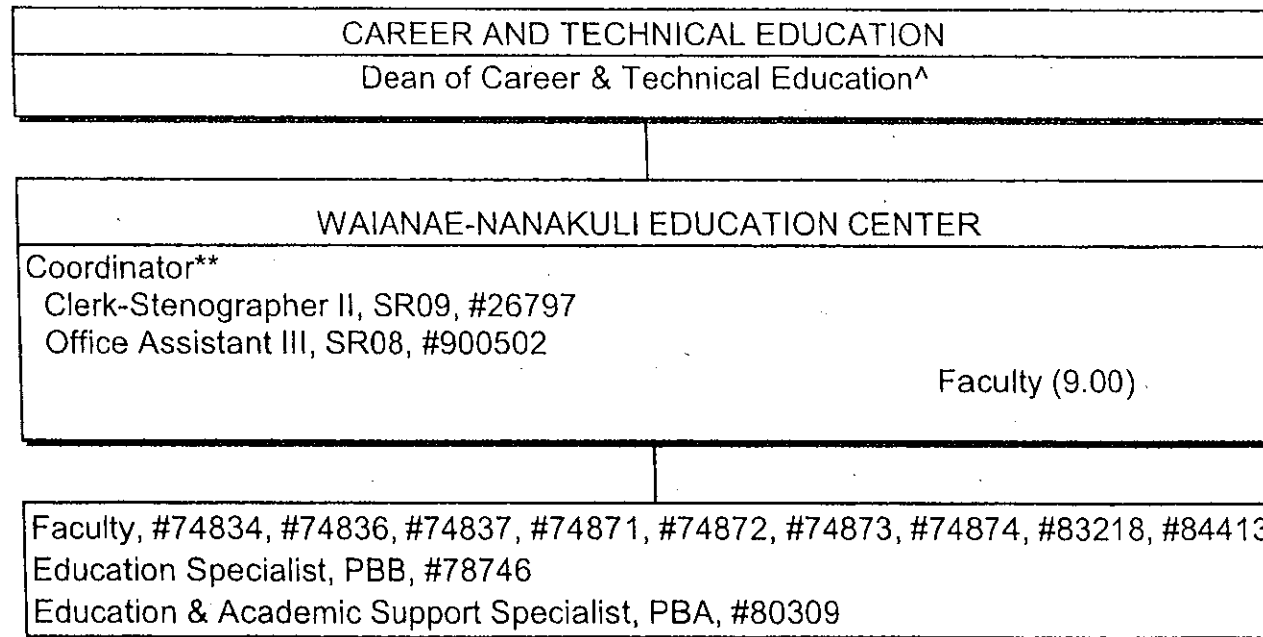 CAREER AND TECHNICAL EDUCATION
Dean of Career & Technical Education^
WAIANAE-NANAKULI EDUCATION CENTER
Coordinator**
Clerk-Stenographer II, SR09, #26797
Office Assistant III, SR08, #900502
Faculty (9.00)
Faculty, #74834, #74836, #74837, #74871, #74872, #74873, #74874, #83218, #84413
Education Specialist, PBB, #78746
Education & Academic Support Specialist, PBA, #80309